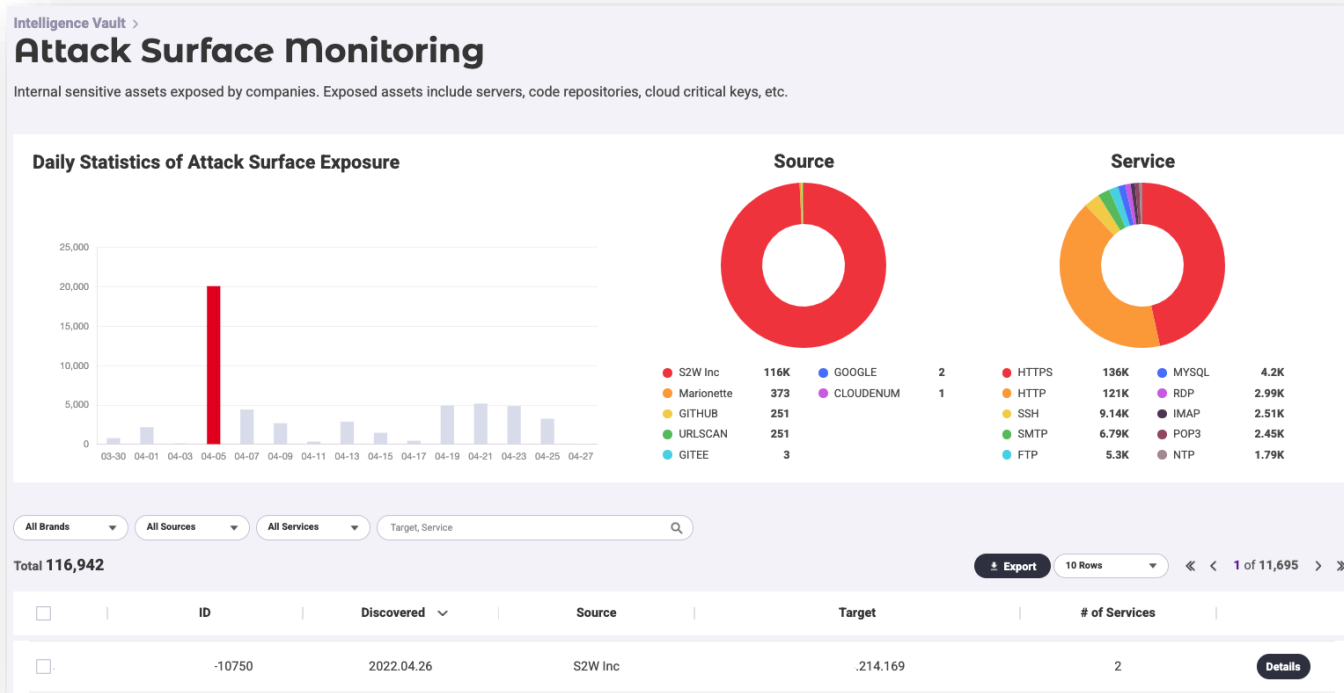 Intelligence Vault >
Attack Surface Monitoring
Internal sensitive assets exposed by companies. Exposed assets include servers, code repositories, cloud critical keys, etc.
Daily Statistics of Attack Surface Exposure
25,000
20,000
15,000
10,000
5,000
0
03-30 04-01 04-03 04-05 04-07 04-09 04-11 04-13 04-15 04-17 04-19 04-21 04-23 04-25 04-27
Source
S2W Inc 116K GOOGLE 2
Marionette 373 CLOUDENUM 1
GITHUB 251
URLSCAN 251
GITEE 3
Service
HTTPS 136K MYSQL 4.2K
HTTP 121K RDP 2.99K
SSH 9.14K IMAP 2.51K
SMTP 6.79K POP3 2.45K
FTP 5.3K NTP 1.79K
All Brands All Sources All Services Target, Service
Total 116,942
Export 10 Rows 1 of 11,695
ID Discovered Source Target # of Services
-10750 2022.04.26 S2W Inc .214.169 2 Details